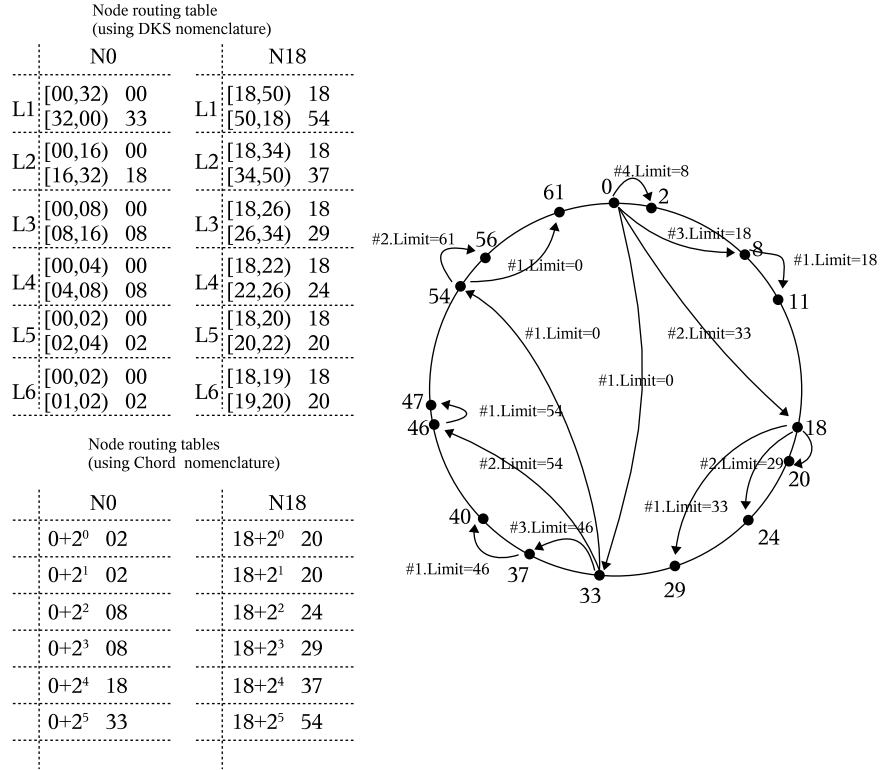 Node routing table
(using DKS nomenclature)
N0 N18
L1 [00,32) 00
[32,00) 33
L1 [18,50) 18
[50,18) 54
L2 [00,16) 00
[16,32) 18
L2 [18,34) 18
[34,50) 37
L3 [00,08) 00
[08,16) 08
L3 [18,26) 18
[26,34) 29
L4 [00,04) 00
[04,08) 08
L4 [18,22) 18
[22,26) 24
L5 [00,02) 00
[02,04) 02
L5 [18,20) 18
[20,22) 20
L6 [00,02) 00
[01,02) 02
L6 [18,19) 18
[19,20) 20
Node routing tables
(using Chord nomenclature)
N0 N18
0+2⁰ 02 18+2⁰ 20
0+2¹ 02 18+2¹ 20
0+2² 08 18+2² 24
0+2³ 08 18+2³ 29
0+2⁴ 18 18+2⁴ 37
0+2⁵ 33 18+2⁵ 54
#4.Limit=8
61 0 2
#3.Limit=18
#2.Limit=61 56 8
#1.Limit=0 #1.Limit=18
54 11
#1.Limit=0 #2.Limit=33
#1.Limit=0
47 #1.Limit=54
46 18
#2.Limit=54 #2.Limit=29
20
#1.Limit=33
40 #3.Limit=46
24
#1.Limit=46 37
33 29